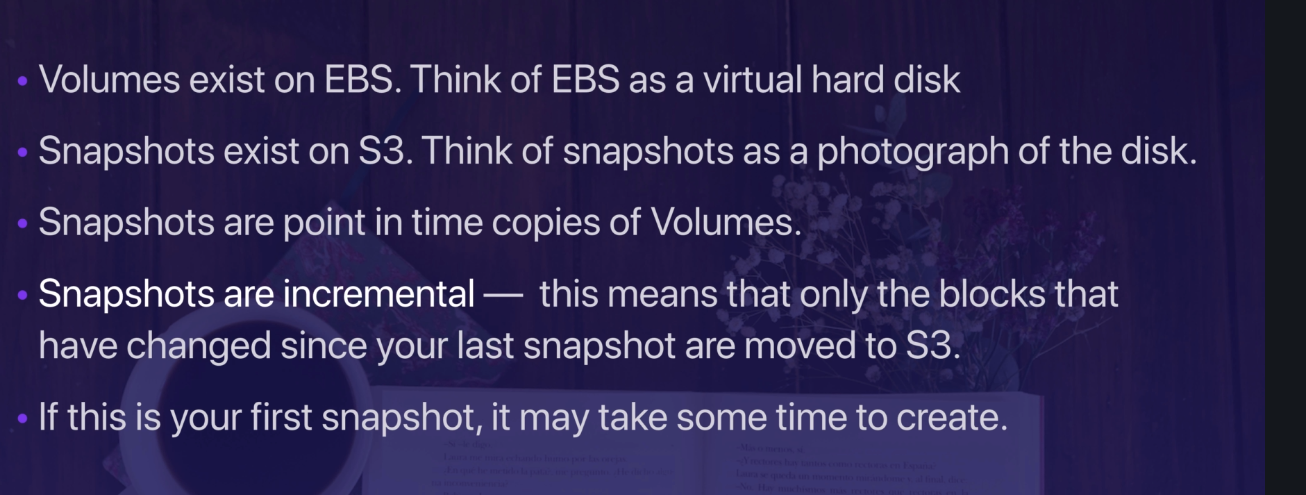 • Volumes exist on EBS. Think of EBS as a virtual hard disk
• Snapshots exist on S3. Think of snapshots as a photograph of the disk.
• Snapshots are point in time copies of Volumes.
• Snapshots are incremental — this means that only the blocks that
have changed since your last snapshot are moved to S3.
• If this is your first snapshot, it may take some time to create.